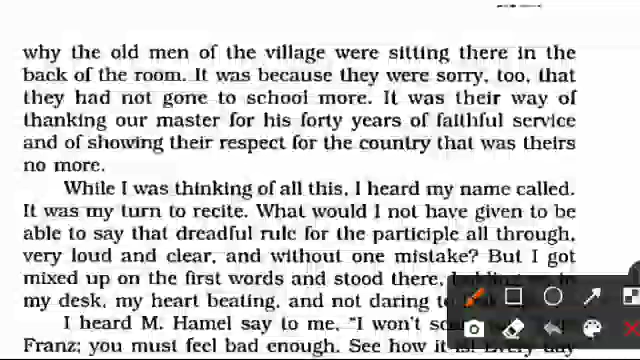 why the old men of the village were sitting there in the
back of the room. It was because they were sorry, too, that
they had not gone to school more. It was their way of
thanking our master for his forty years of faithful service
and of showing their respect for the country that was theirs
no more.
While I was thinking of all this, I heard my name called.
It was my turn to recite. What would I not have given to be
able to say that dreadful rule for the participle all through,
very loud and clear, and without one mistake? But I got
mixed up on the first words and stood there,
my desk, my heart beating, and not daring to
I heard M. Hamel say to me, “I won't
Franz; you must feel bad enough. See how it is! Every day